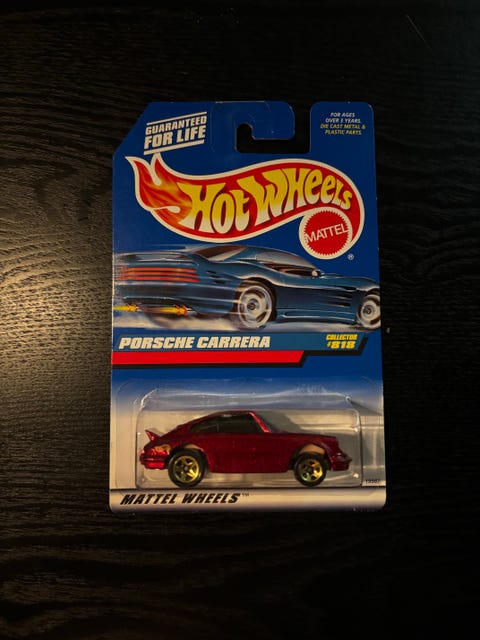 GUARANTEED
FOR LIFE
FOR AGES
OVER 3 YEARS.
DIE CAST METAL &
PLASTIC PARTS
HOT WHEELS
MATTEL
®
PORSCHE CARRERA
COLLECTOR
#818
MATTEL WHEELS™